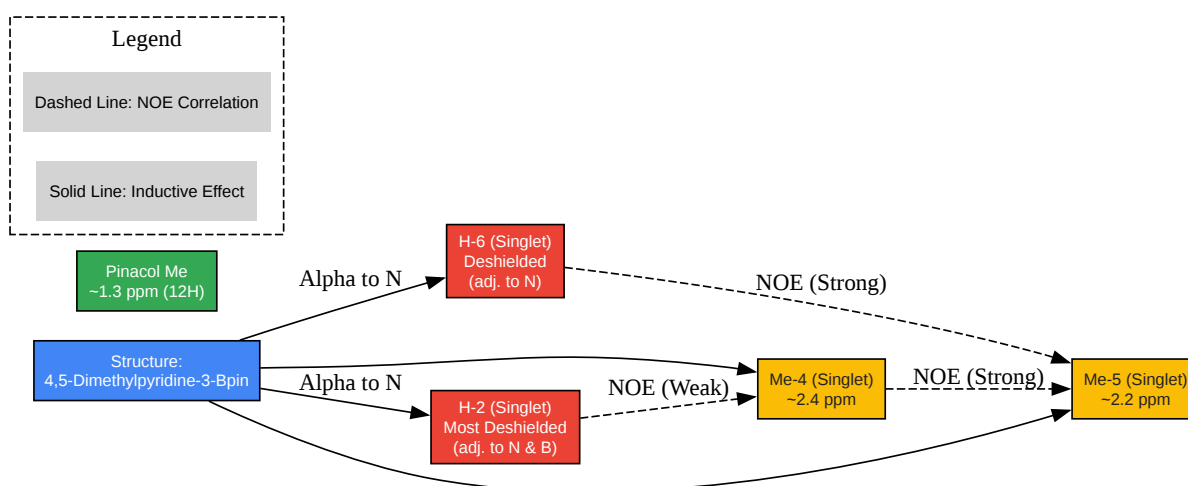 Legend
Dashed Line: NOE Correlation
Solid Line: Inductive Effect
Pinacol Me
~1.3 ppm (12H)
Structure:
4,5-Dimethylpyridine-3-Bpin
Alpha to N
Alpha to N
H-6 (Singlet)
Deshielded
(adj. to N)
H-2 (Singlet)
Most Deshielded
(adj. to N & B)
NOE (Strong)
NOE (Weak)
Me-4 (Singlet)
~2.4 ppm
NOE (Strong)
Me-5 (Singlet)
~2.2 ppm